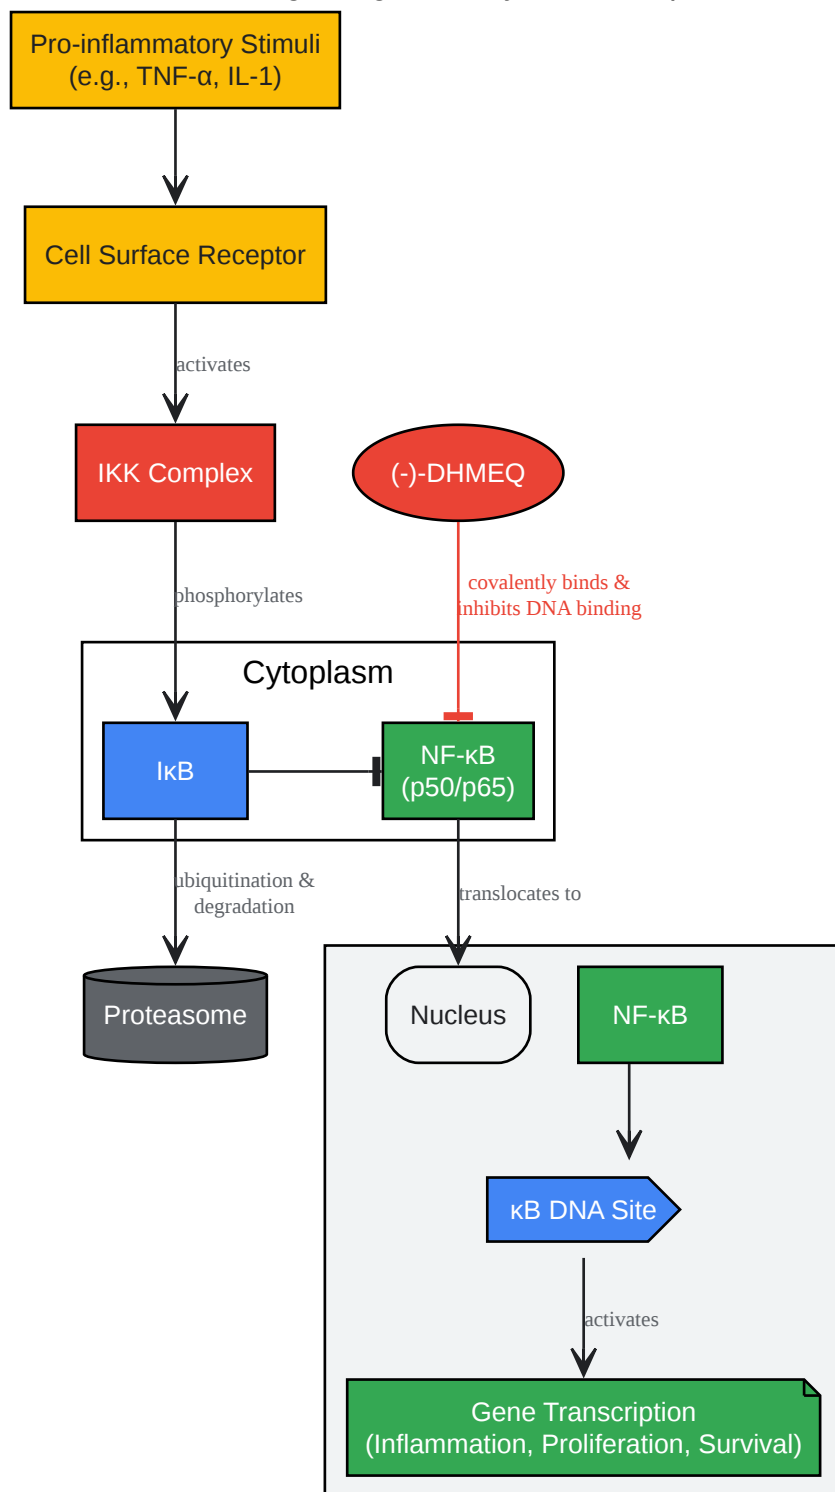 Pro-inflammatory Stimuli
(e.g., TNF-α, IL-1)
Cell Surface Receptor
activates
IKK Complex
(-)-DHMEQ
phosphorylates
covalently binds &
inhibits DNA binding
Cytoplasm
IκB
NF-κB
(p50/p65)
ubiquitination &
degradation
translocates to
Proteasome
Nucleus
NF-κB
κB DNA Site
activates
Gene Transcription
(Inflammation, Proliferation, Survival)